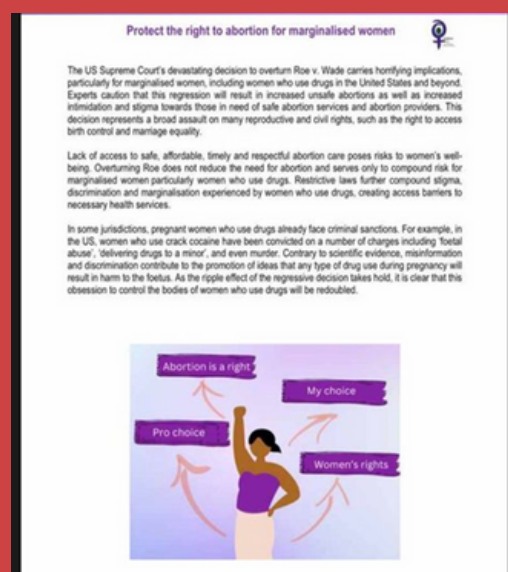 Protect the right to abortion for marginalised women
The US Supreme Court's devastating decision to overturn Roe v. Wade carries horrifying implications,
particularly for marginalised women, including women who use drugs in the United States and beyond.
Experts caution that this regression will result in increased unsafe abortions as well as increased
intimidation and stigma towards those in need of safe abortion services and abortion providers. This
decision represents a broad assault on many reproductive and civil rights, such as the right to access
birth control and marriage equality.
Lack of access to safe, affordable, timely and respectful abortion care poses risks to women's well-
being. Overturning Roe does not reduce the need for abortion and serves only to compound risk for
marginalised women particularly women who use drugs. Restrictive laws further compound stigma,
discrimination and marginalisation experienced by women who use drugs, creating access barriers to
necessary health services.
In some jurisdictions, pregnant women who use drugs already face criminal sanctions. For example, in
the US, women who use crack cocaine have been convicted on a number of charges including 'foetal
abuse', 'delivering drugs to a minor', and even murder. Contrary to scientific evidence, misinformation
and discrimination contribute to the promotion of ideas that any type of drug use during pregnancy will
result in harm to the foetus. As the ripple effect of the regressive decision takes hold, it is clear that this
obsession to control the bodies of women who use drugs will be redoubled.
Abortion is a right
My choice
Pro choice
Women's rights